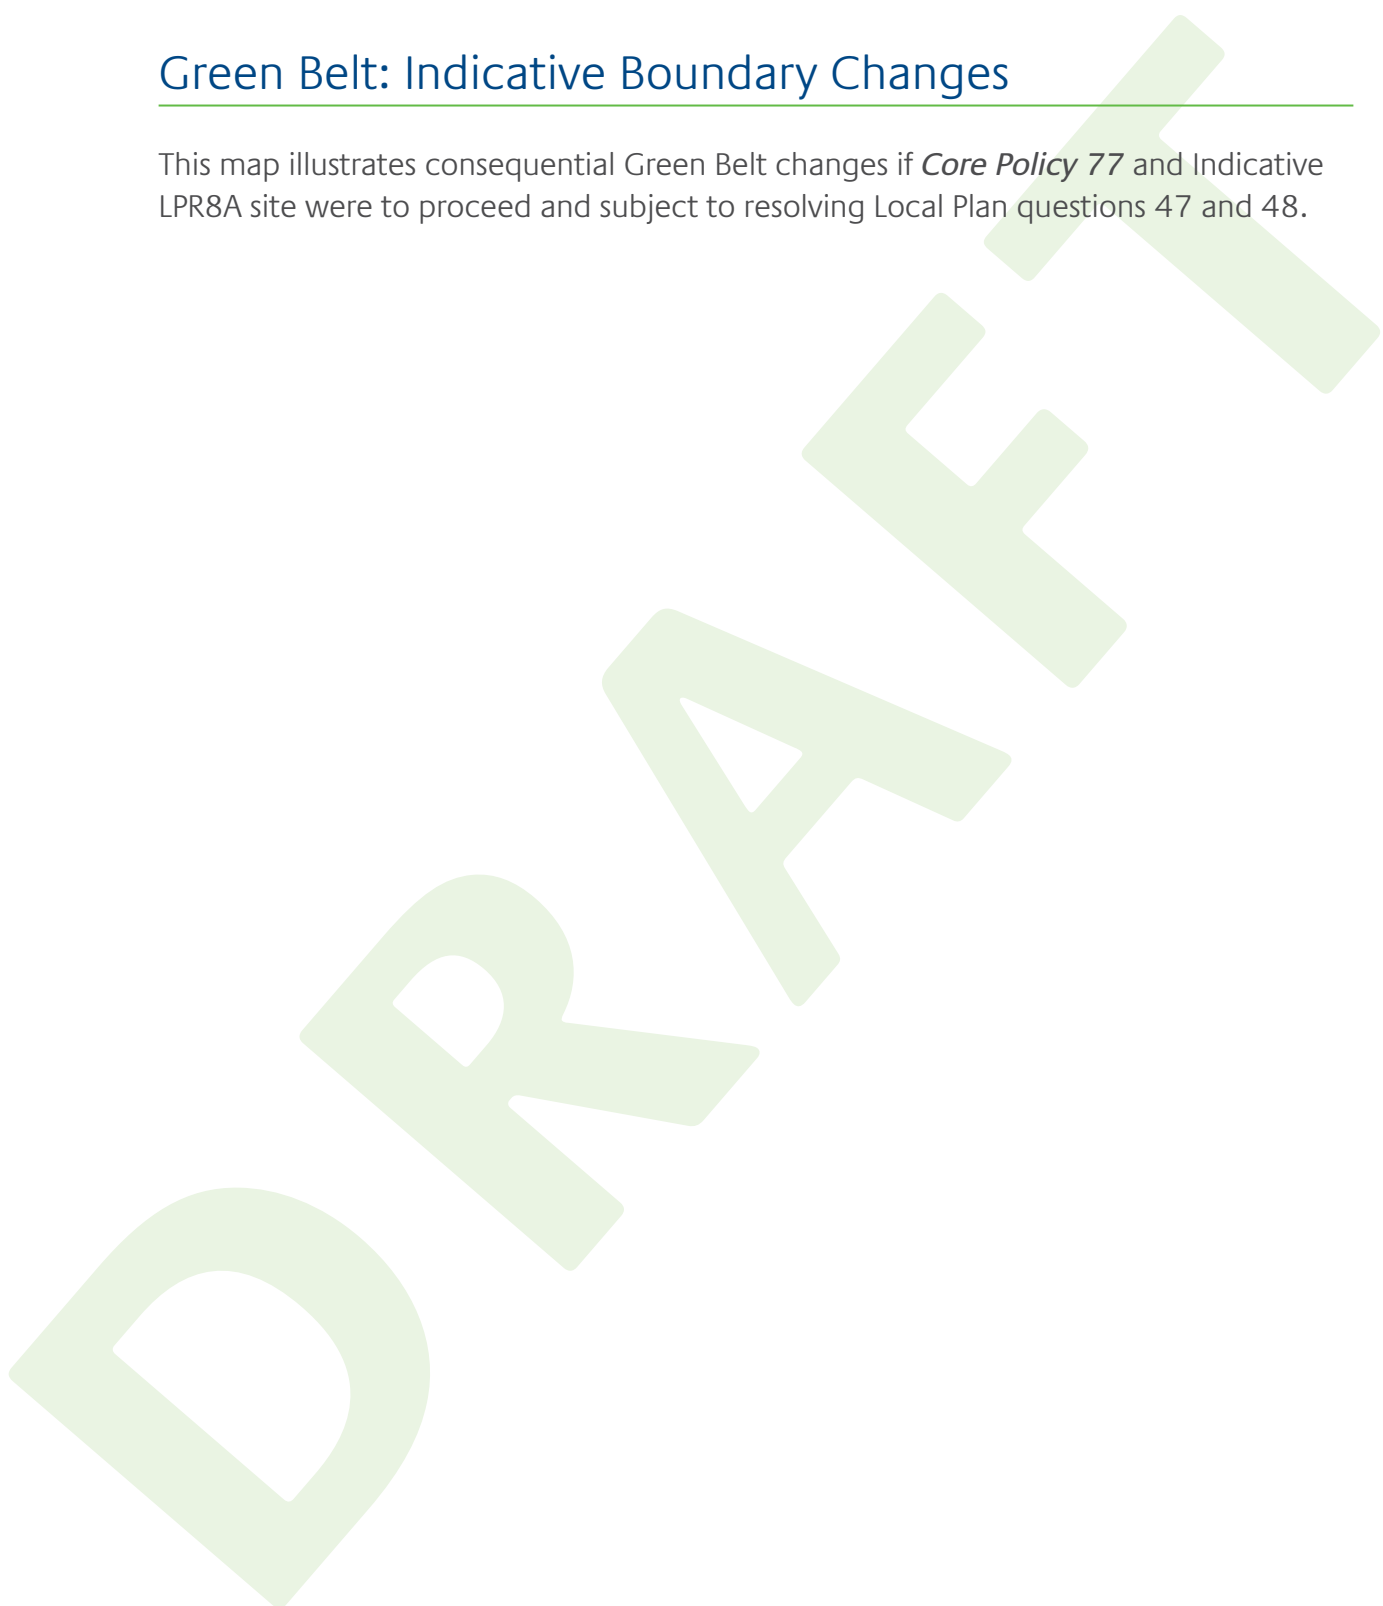 Green Belt: Indicative Boundary Changes
This map illustrates consequential Green Belt changes if Core Policy 77 and Indicative
LPR8A site were to proceed and subject to resolving Local Plan questions 47 and 48.
DRAFT